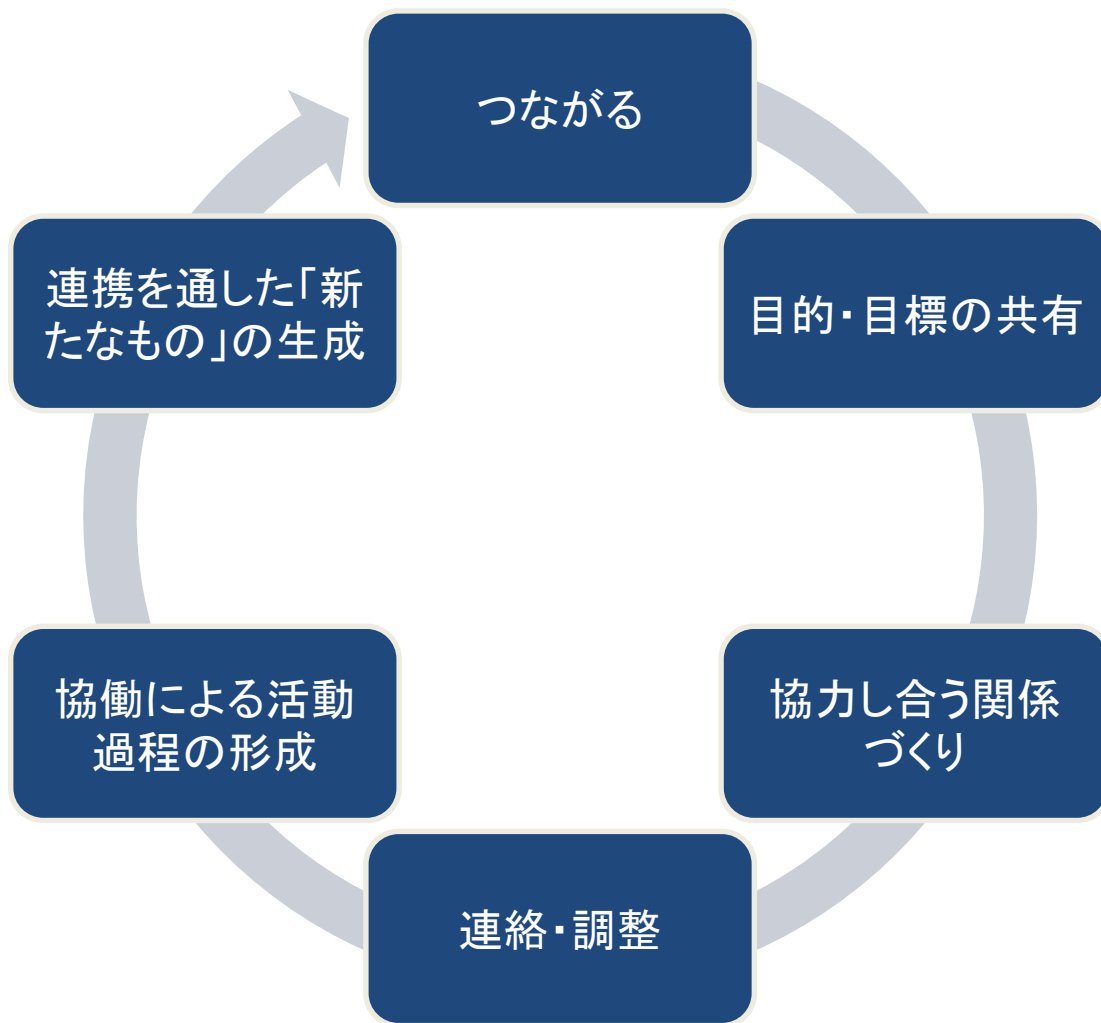 つながる
目的・目標の共有
協力し合う関係
づくり
連絡・調整
協働による活動
過程の形成
連携を通した「新
たなもの」の生成